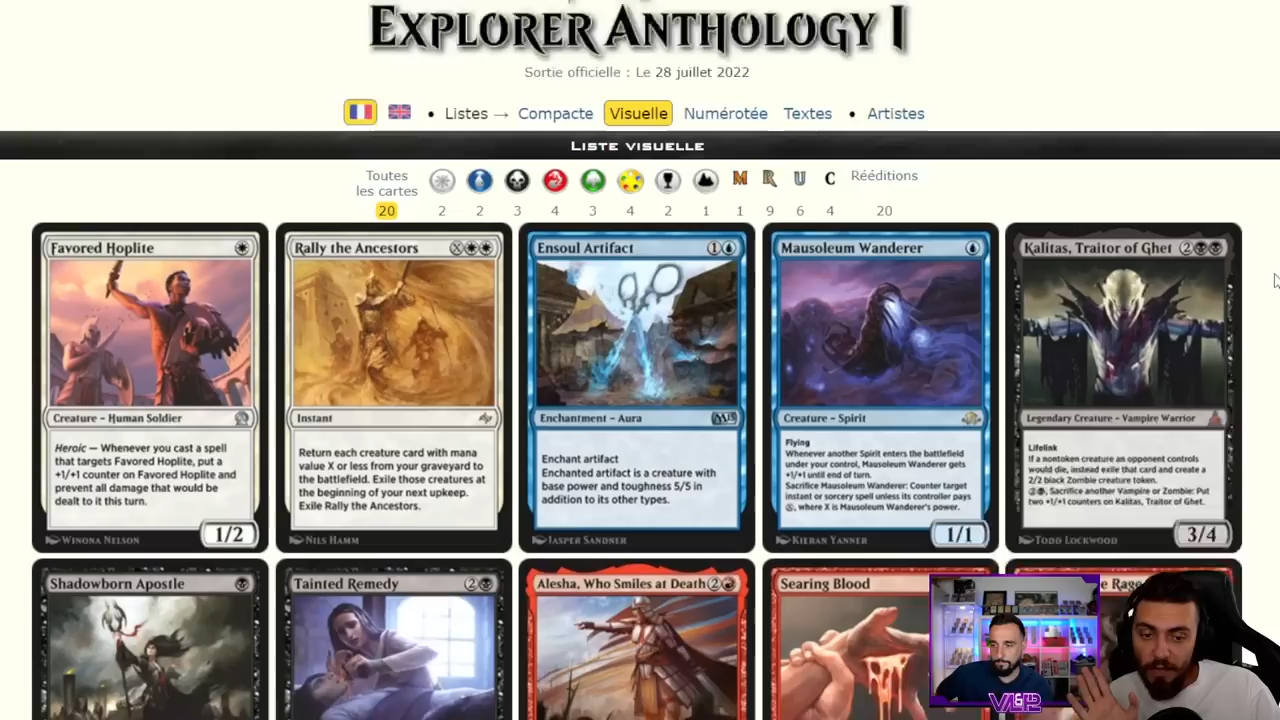 EXPLORER ANTHOLOGY I
Sortie officielle : Le 28 juillet 2022
• Listes → Compacte Visuelle Numérotée Textes • Artistes
LISTE VISUELLE
Toutes
les cartes
M R U C Rééditions
20 2 2 3 4 3 4 2 1 1 9 6 4 20
Favored Hoplite
Creature – Human Soldier
Heroic — Whenever you cast a spell
that targets Favored Hoplite, put a
+1/+1 counter on Favored Hoplite and
prevent all damage that would be
dealt to it this turn.
1/2
WINONA NELSON
Rally the Ancestors X
Instant
Return each creature card with mana
value X or less from your graveyard to
the battlefield. Exile those creatures at
the beginning of your next upkeep.
Exile Rally the Ancestors.
NILS HAMM
Ensoul Artifact 1
Enchantment – Aura M15
Enchant artifact
Enchanted artifact is a creature with
base power and toughness 5/5 in
addition to its other types.
JASPER SANDNER
Mausoleum Wanderer
Creature – Spirit
Flying
Whenever another Spirit enters the battlefield
under your control, Mausoleum Wanderer gets
+1/+1 until end of turn.
Sacrifice Mausoleum Wanderer: Counter target
instant or sorcery spell unless its controller pays
X, where X is Mausoleum Wanderer's power.
1/1
KIERAN YANNER
Kalitas, Traitor of Ghet 2
Legendary Creature – Vampire Warrior
Lifelink
If a nontoken creature an opponent controls
would die, instead exile that card and create a
2/2 black Zombie creature token.
2, Sacrifice another Vampire or Zombie: Put
two +1/+1 counters on Kalitas, Traitor of Ghet.
3/4
TODD LOCKWOOD
Shadowborn Apostle
Tainted Remedy 2
Alesha, Who Smiles at Death 2
Searing Blood
Rage